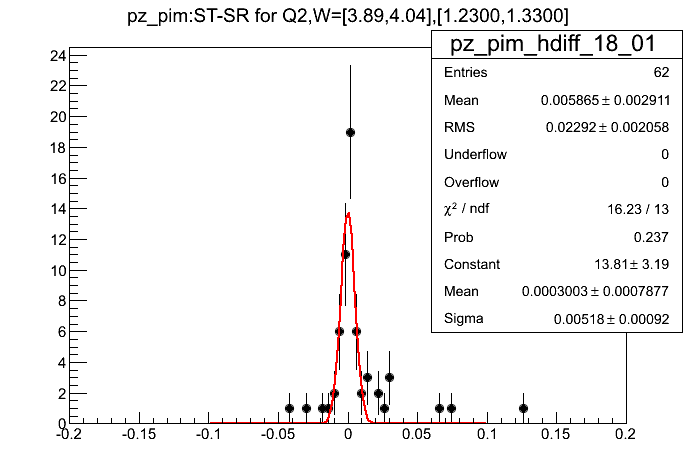 pz_pim:ST-SR for Q2,W=[3.89,4.04],[1.2300,1.3300]
pz_pim_hdiff_18_01
Entries 62
Mean 0.005865 ± 0.002911
RMS 0.02292 ± 0.002058
Underflow 0
Overflow 0
χ² / ndf 16.23 / 13
Prob 0.237
Constant 13.81 ± 3.19
Mean 0.0003003 ± 0.0007877
Sigma 0.00518 ± 0.00092
24
22
20
18
16
14
12
10
8
6
4
2
0
-0.2 -0.15 -0.1 -0.05 0 0.05 0.1 0.15 0.2